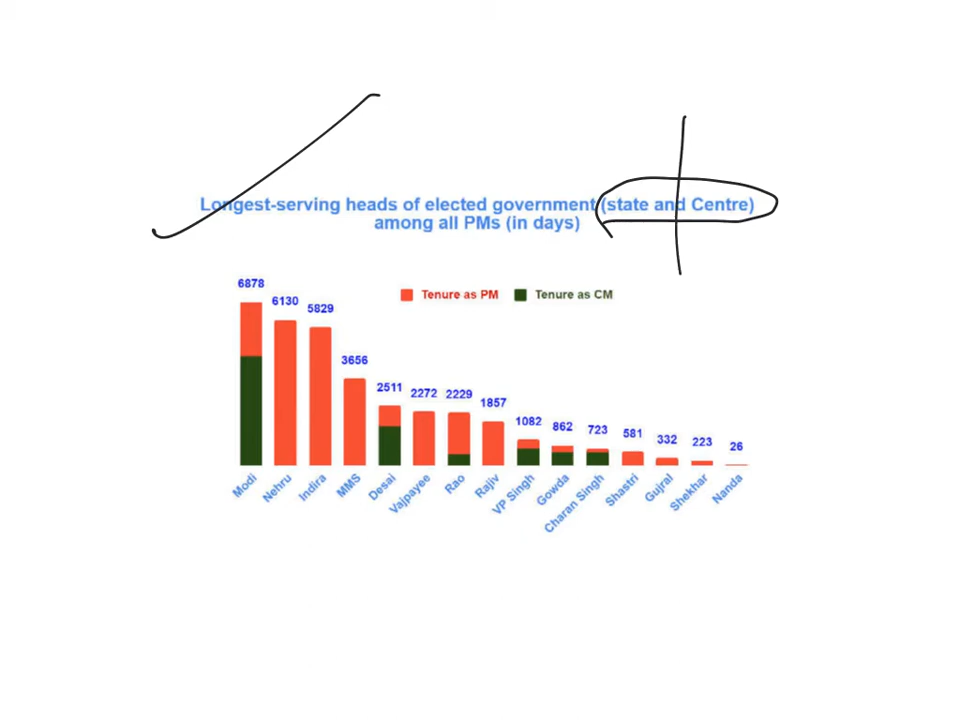 Longest-serving heads of elected government (state and Centre)
among all PMs (in days)
Tenure as PM Tenure as CM
6878
6130
5829
3656
2511
2272
2229
1857
1082
862
723
581
332
223
26
Modi
Nehru
Indira
MMS
Desai
Vajpayee
Rao
Rajiv
VP Singh
Gowda
Charan Singh
Shastri
Gujral
Shekhar
Nanda